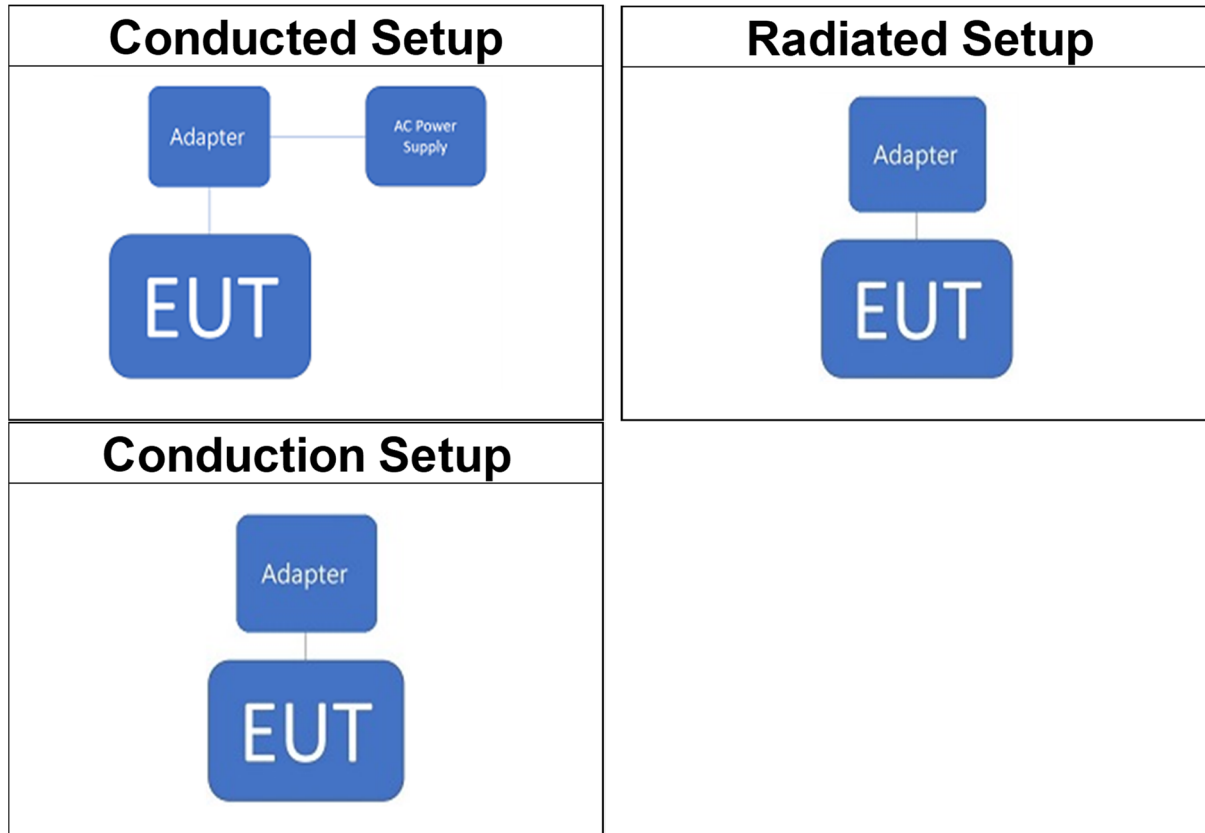 Conducted Setup
Adapter
AC Power
Supply
EUT
Radiated Setup
Adapter
EUT
Conduction Setup
Adapter
EUT